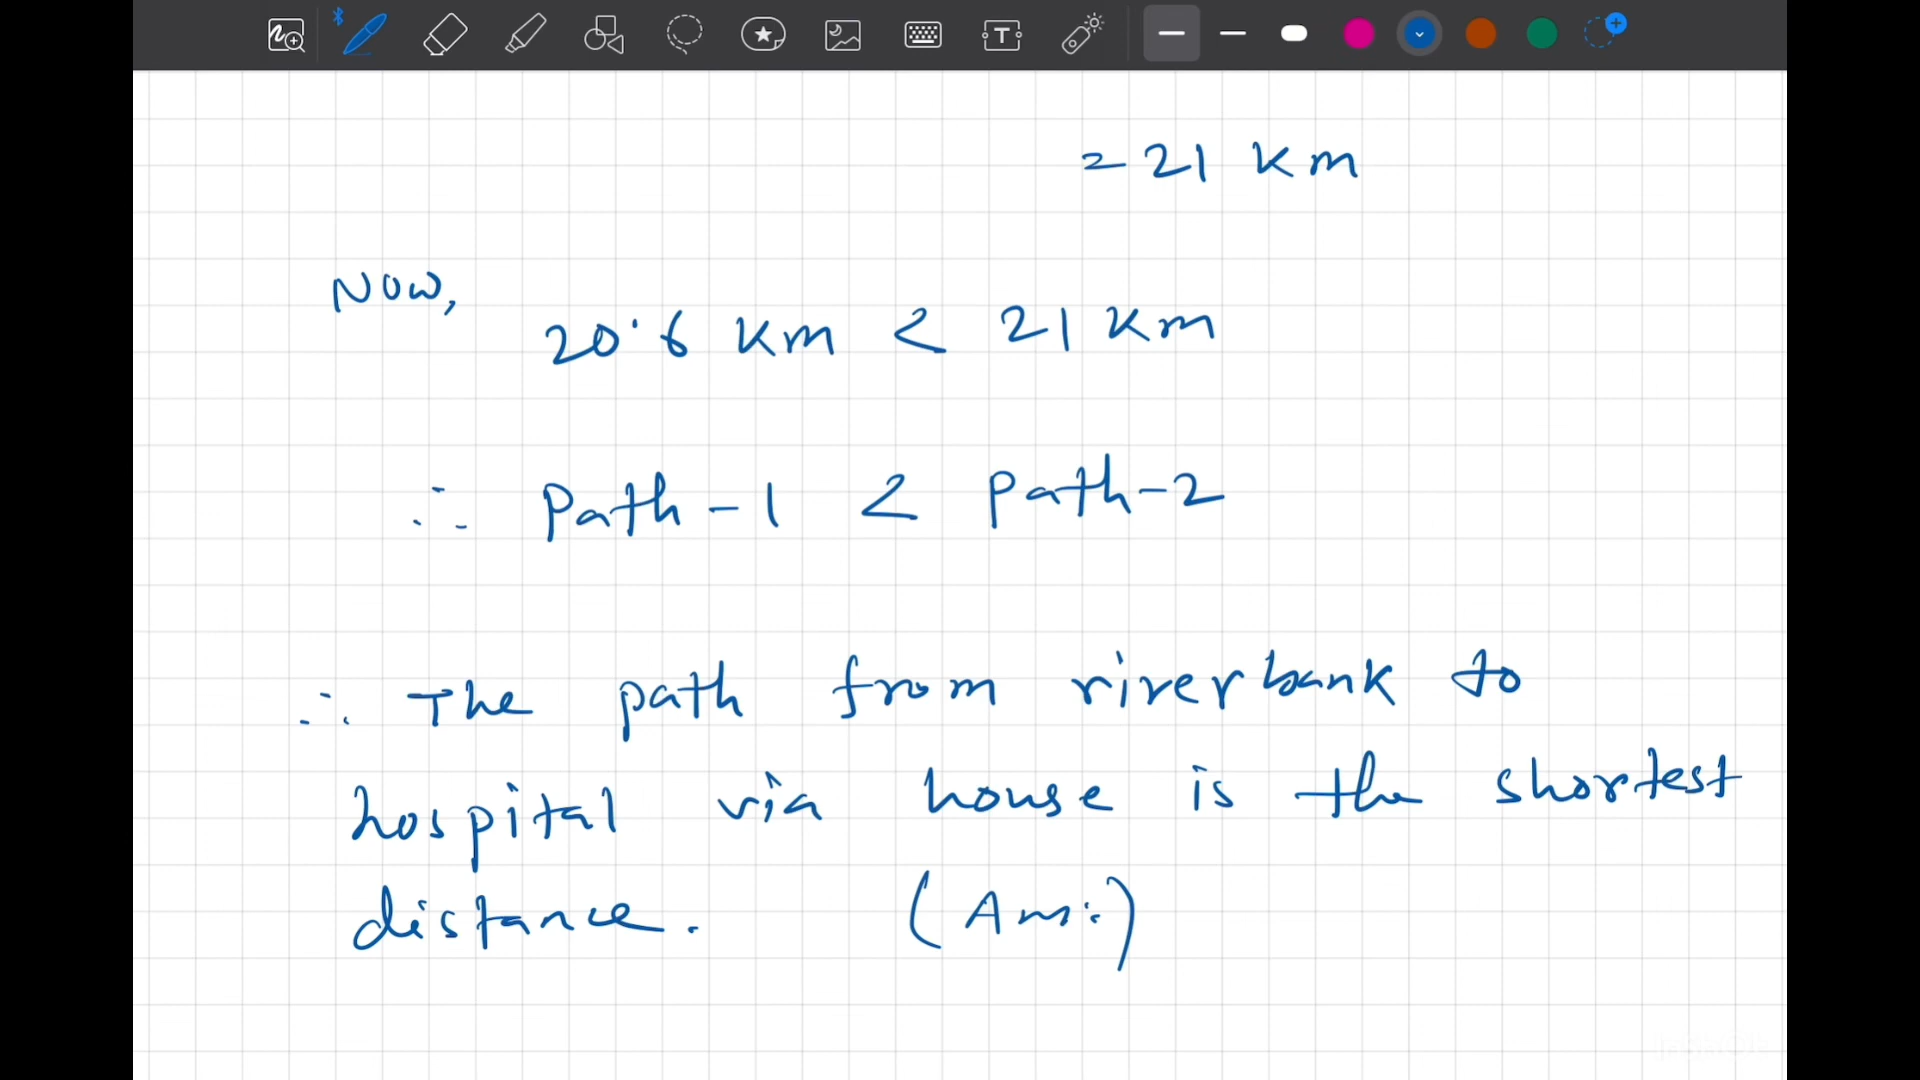 = 21 km
Now,
20.6 km < 21 km
∴ Path-1 < path-2
∴ The path from riverbank to
hospital via house is the shortest
distance. (Ans:)